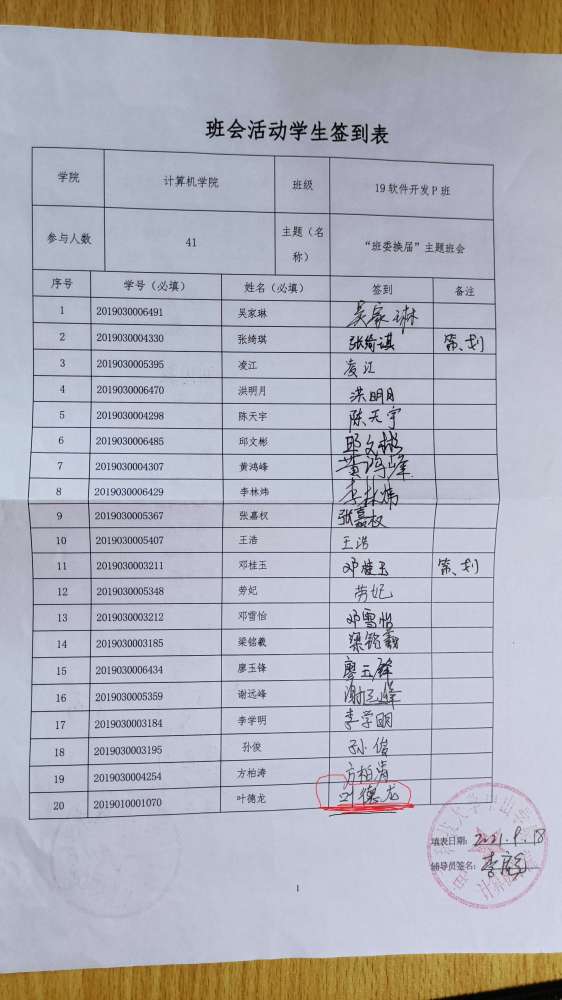 班会活动学生签到表
学院 计算机学院 班级 19软件开发P班
参与人数 41 主题（名称） “班委换届”主题班会
序号 学号（必填） 姓名（必填） 签到 备注
1 2019030006491 吴家琳 吴家琳
2 2019030004330 张绮琪 张绮琪 策划
3 2019030005395 凌江 凌江
4 2019030006470 洪明月 洪明月
5 2019030004298 陈天宇 陈天宇
6 2019030006485 邱文彬 邱文彬
7 2019030004307 黄鸿峰 黄鸿峰
8 2019030006429 李林炜 李林炜
9 2019030005367 张嘉权 张嘉权
10 2019030005407 王浩 王浩
11 2019030003211 邓桂玉 邓桂玉 策划
12 2019030005348 劳妃 劳妃
13 2019030003212 邓雪怡 邓雪怡
14 2019030003185 梁铭羲 梁铭羲
15 2019030006434 廖玉锋 廖玉锋
16 2019030005359 谢远峰 谢远峰
17 2019030003184 李学明 李学明
18 2019030003195 孙俊 孙俊
19 2019030004254 方柏涛 方柏涛
20 2019010001070 叶德龙 叶德龙
填表日期：2021.9.18
辅导员签名：
1